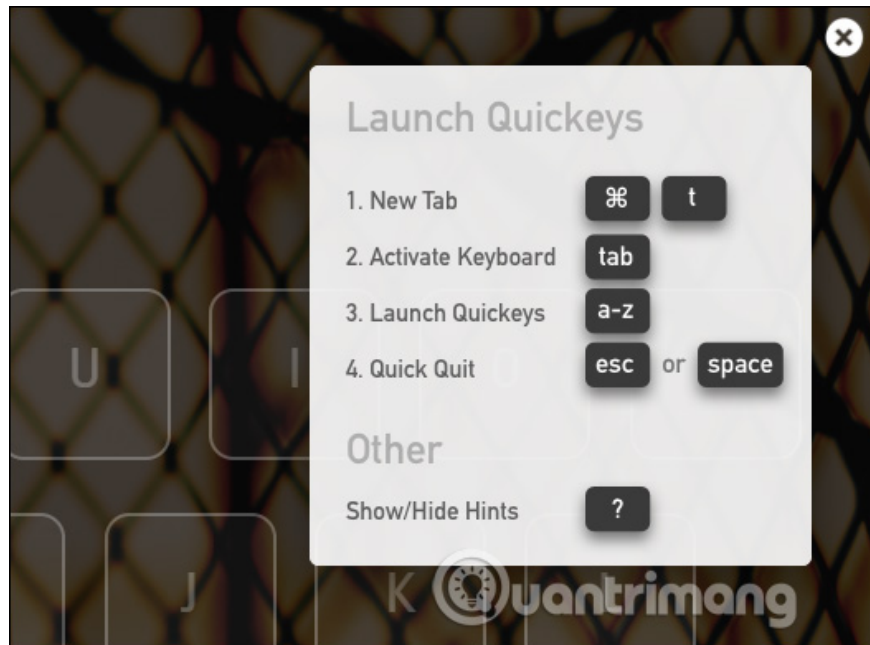 Launch Quickeys
1. New Tab ⌘ t
2. Activate Keyboard tab
3. Launch Quickeys a-z
4. Quick Quit esc or space
Other
Show/Hide Hints ?
U I O
J K L
Quantrimang